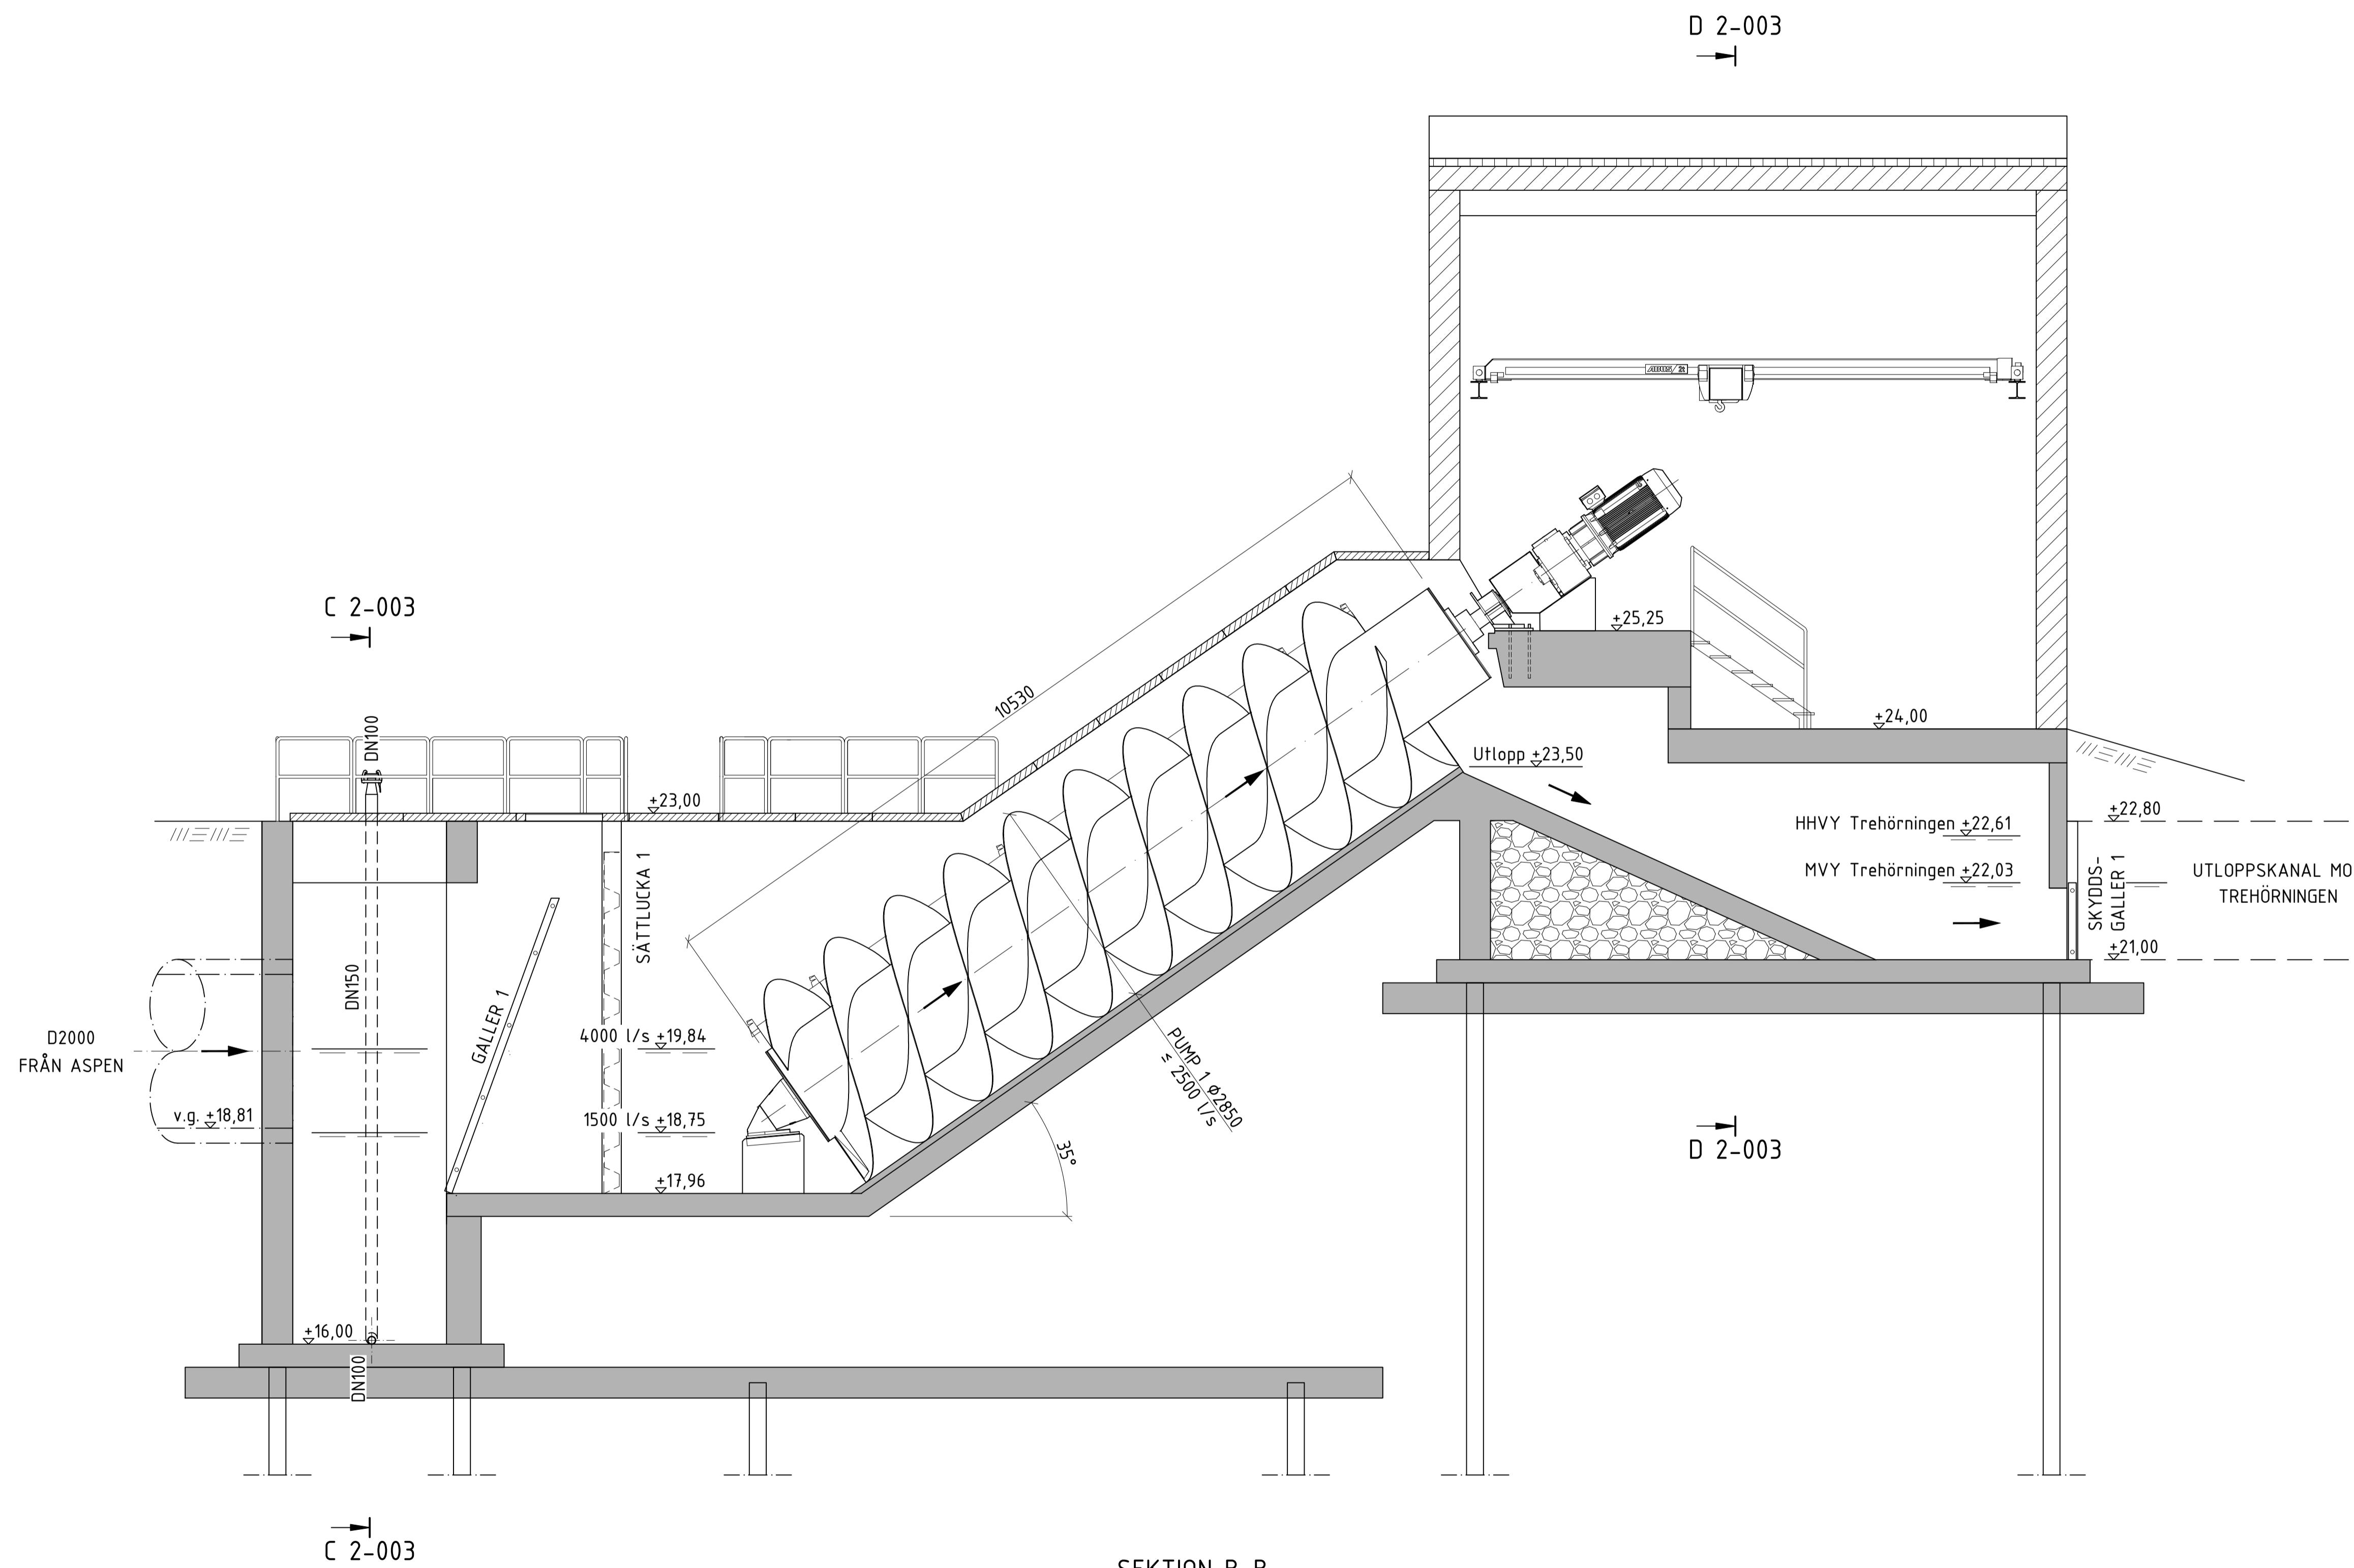 D 2-003
ABUS 2t
10530
+25,25
C 2-003
DN100
+24,00
Utlopp +23,50
+23,00
+22,80
HHVY Trehörningen +22,61
MVY Trehörningen +22,03
SKYDDS-
GALLER 1
UTLOPPSKANAL MO
TREHÖRNINGEN
+21,00
SÄTTLUCKA 1
DN150
GALLER 1
D2000
FRÅN ASPEN
4000 l/s +19,84
v.g. +18,81
1500 l/s +18,75
PUMP 1 ø2850
≤ 2500 l/s
35°
D 2-003
+17,96
+16,00
DN100
C 2-003
SEKTION B-B